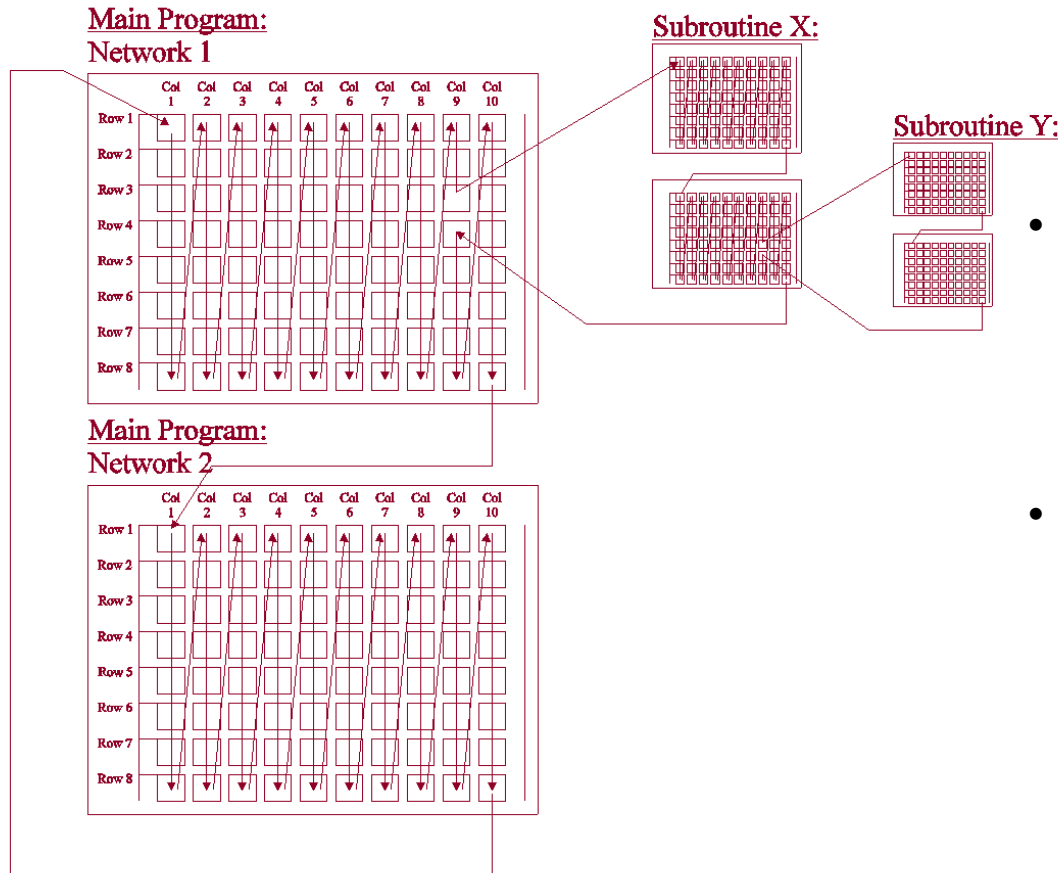 Main Program:
Network 1
Col Col Col Col Col Col Col Col Col Col
1 2 3 4 5 6 7 8 9 10
Row 1
Row 2
Row 3
Row 4
Row 5
Row 6
Row 7
Row 8
Subroutine X:
Subroutine Y:
•
•
Main Program:
Network 2
Col Col Col Col Col Col Col Col Col Col
1 2 3 4 5 6 7 8 9 10
Row 1
Row 2
Row 3
Row 4
Row 5
Row 6
Row 7
Row 8